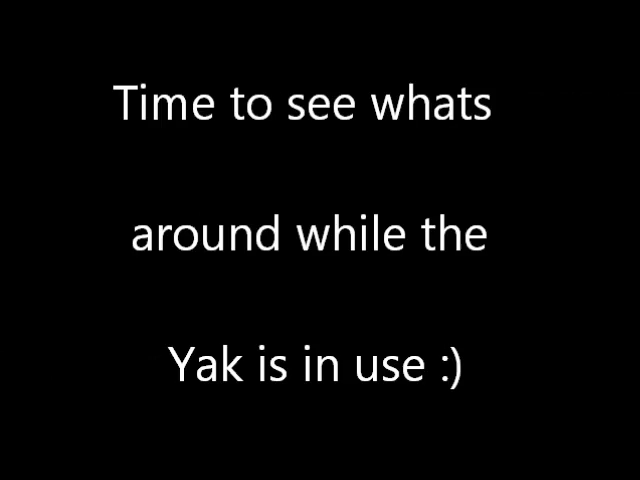 Time to see whats
around while the
Yak is in use :)